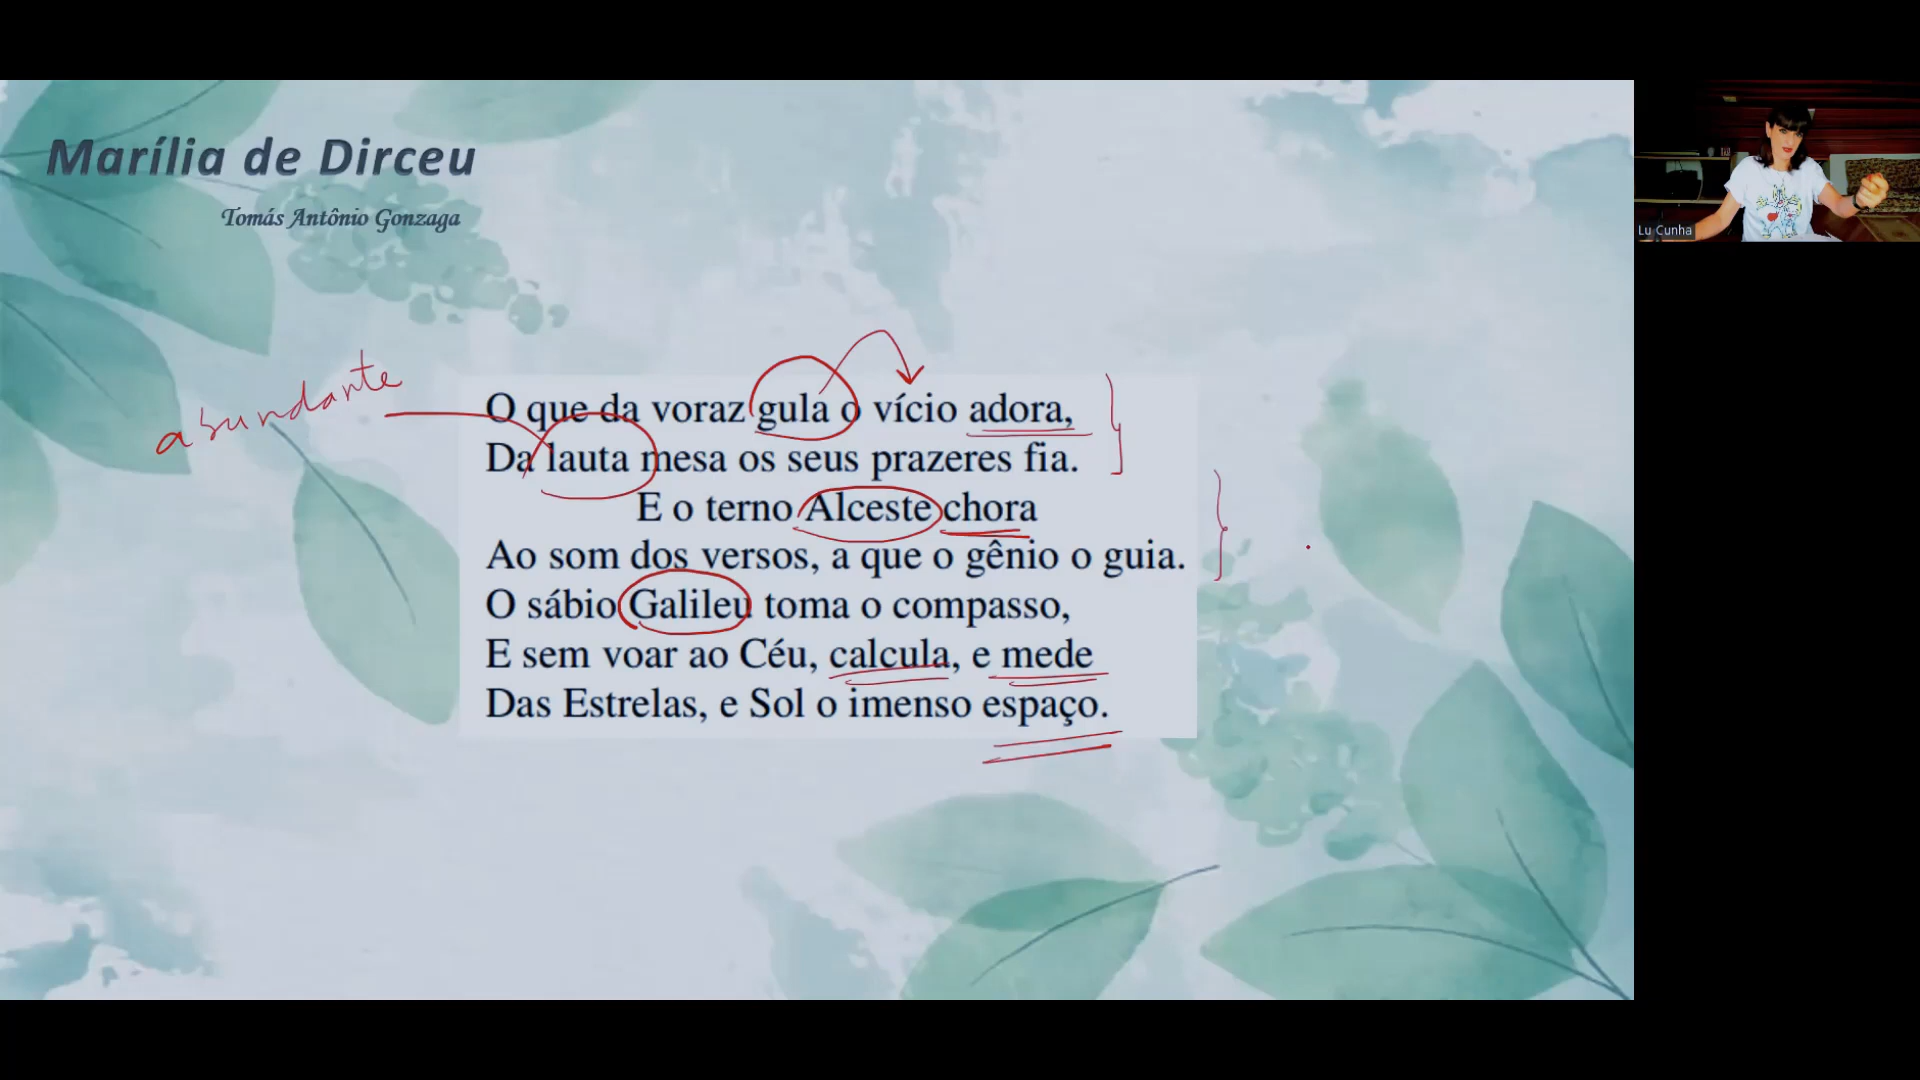 Marília de Dirceu
Tomás Antônio Gonzaga
Lu Cunha
abundante
O que da voraz gula o vício adora,
Da lauta mesa os seus prazeres fia.
E o terno Alceste chora
Ao som dos versos, a que o gênio o guia.
O sábio Galileu toma o compasso,
E sem voar ao Céu, calcula, e mede
Das Estrelas, e Sol o imenso espaço.